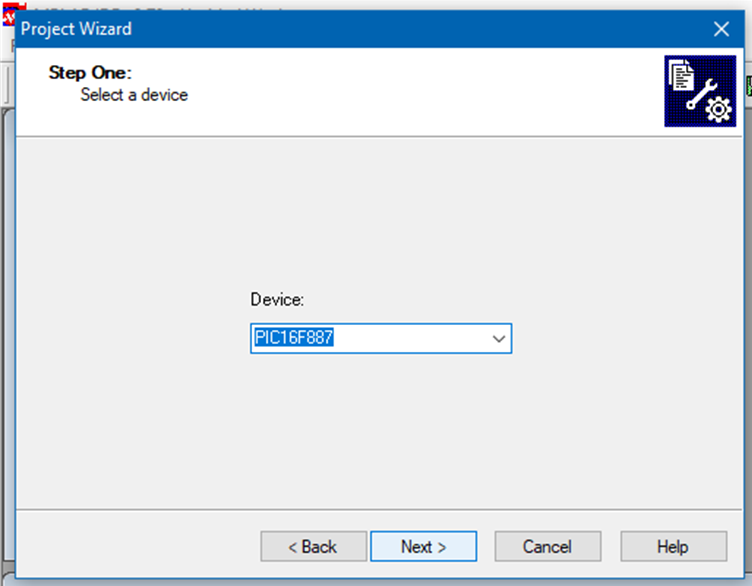 Project Wizard
Step One:
Select a device
Device:
PIC16F887
< Back
Next >
Cancel
Help